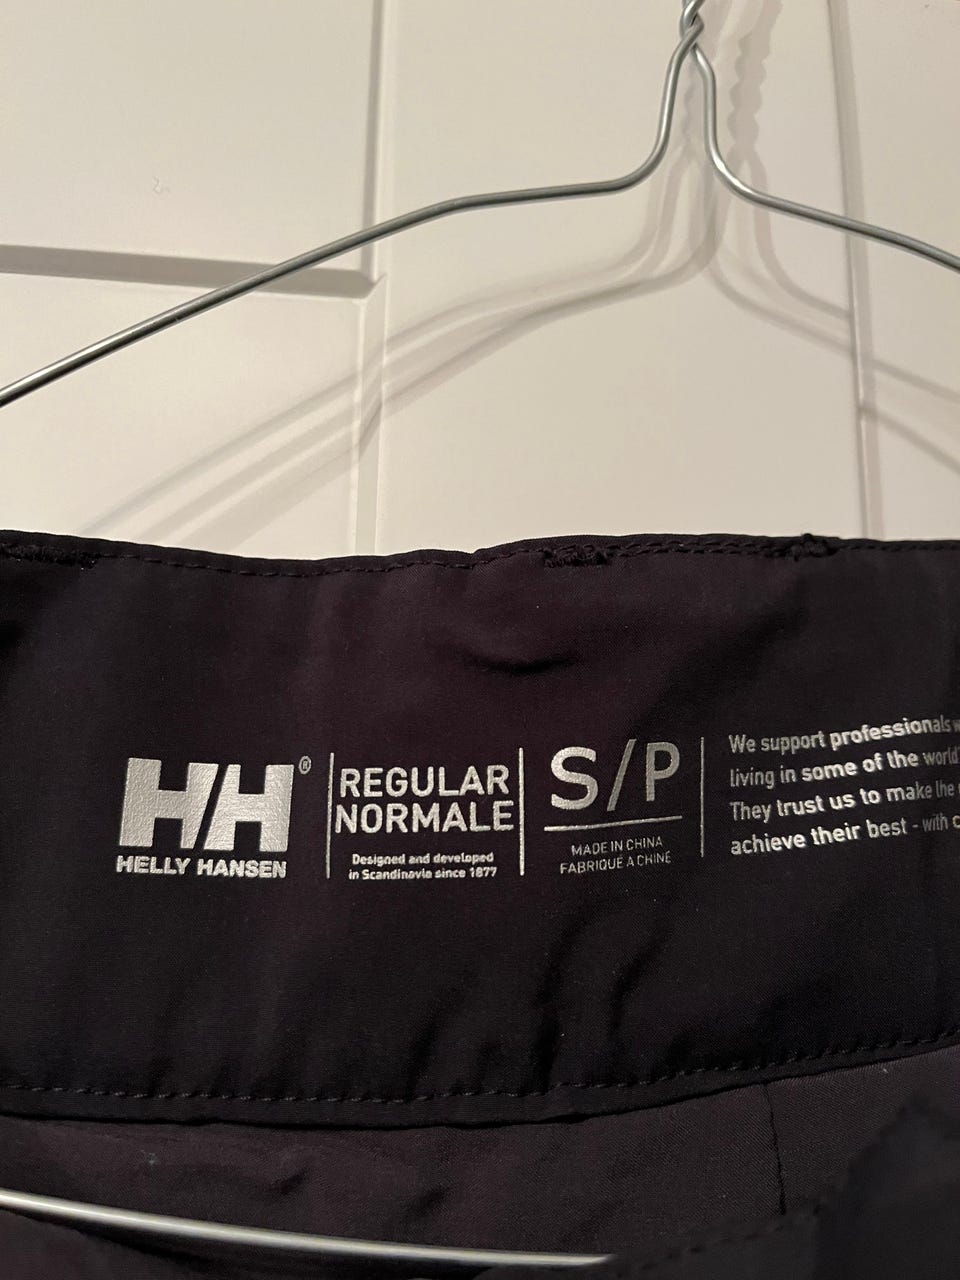 HH®
HELLY HANSEN
REGULAR
NORMALE
Designed and developed
in Scandinavia since 1877
S/P
MADE IN CHINA
FABRIQUÉ A CHINE
We support professionals
living in some of the world
They trust us to make the
achieve their best - with